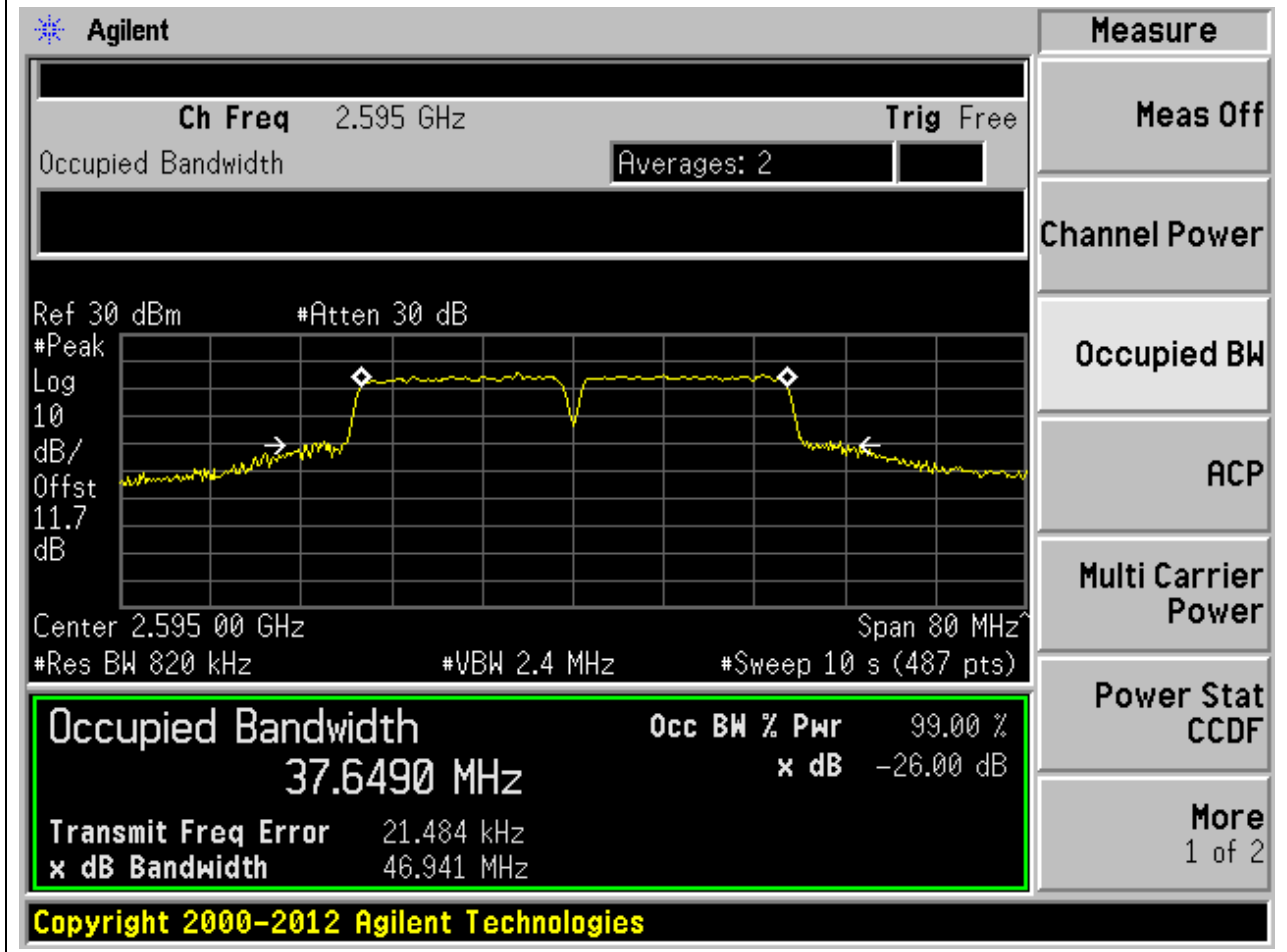 Agilent
Measure
Ch Freq 2.595 GHz Trig Free
Occupied Bandwidth Averages: 2
Meas Off
Channel Power
Occupied BW
ACP
Multi Carrier
Power
Power Stat
CCDF
More
1 of 2
Ref 30 dBm #Atten 30 dB
#Peak
Log
10
dB/
Offst
11.7
dB
Center 2.595 00 GHz Span 80 MHz^
#Res BW 820 kHz #VBW 2.4 MHz #Sweep 10 s (487 pts)
Occupied Bandwidth Occ BW % Pwr 99.00 %
37.6490 MHz x dB -26.00 dB
Transmit Freq Error 21.484 kHz
x dB Bandwidth 46.941 MHz
Copyright 2000-2012 Agilent Technologies